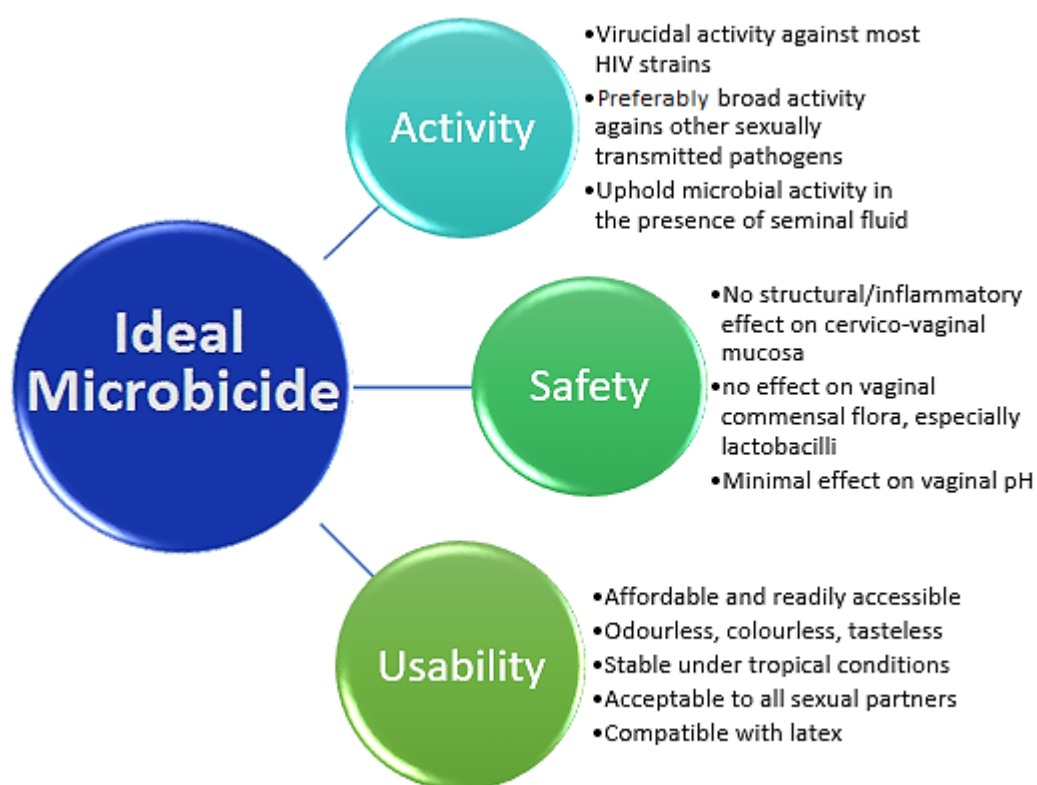 Ideal
Microbicide
Activity
•Virucidal activity against most
HIV strains
•Preferably broad activity
agains other sexually
transmitted pathogens
•Uphold microbial activity in
the presence of seminal fluid
Safety
•No structural/inflammatory
effect on cervico-vaginal
mucosa
•no effect on vaginal
commensal flora, especially
lactobacilli
•Minimal effect on vaginal pH
Usability
•Affordable and readily accessible
•Odourless, colourless, tasteless
•Stable under tropical conditions
•Acceptable to all sexual partners
•Compatible with latex